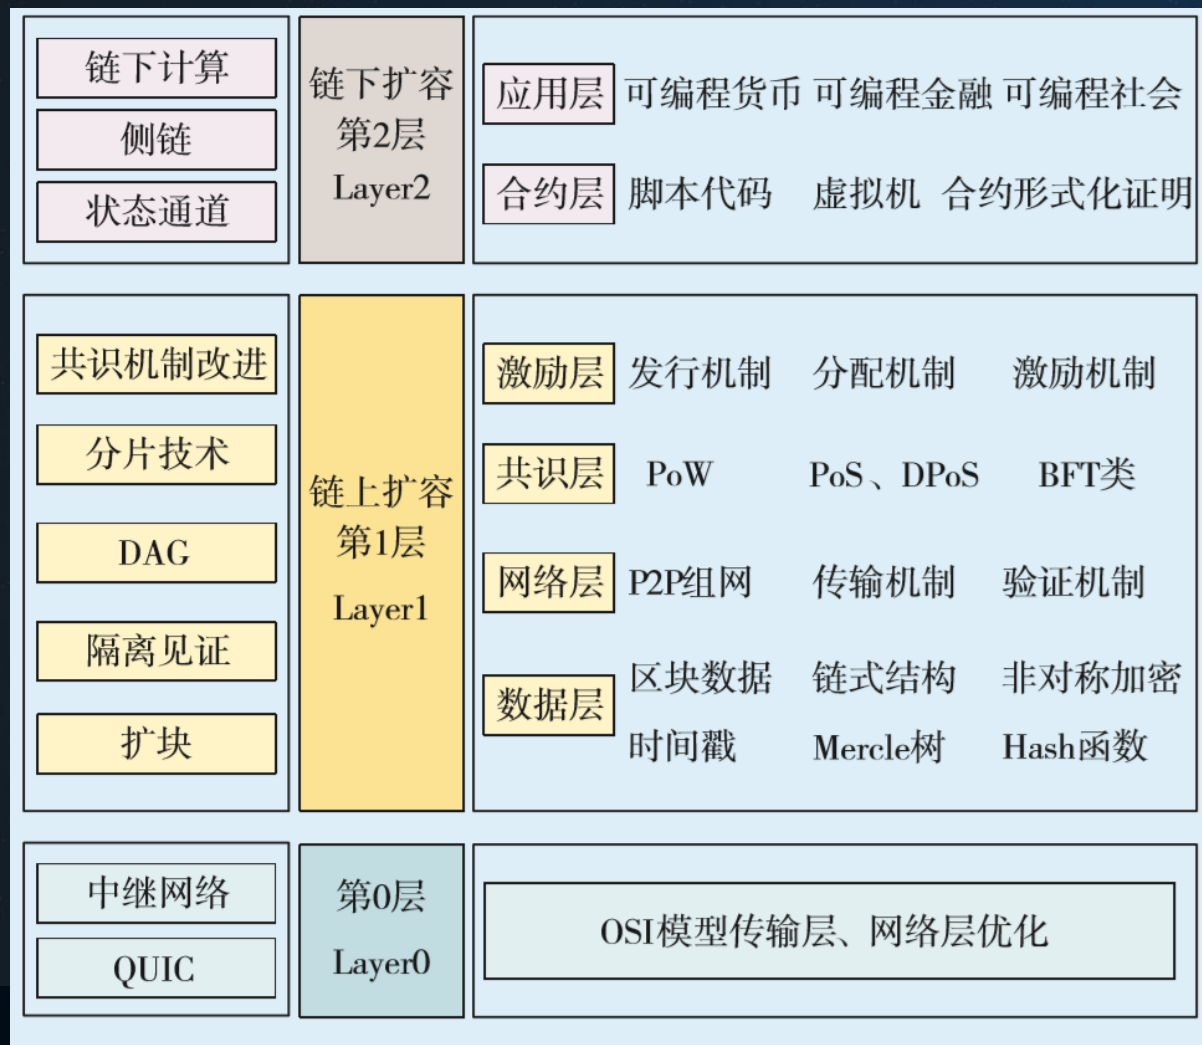 链下计算
侧链
状态通道
链下扩容
第2层
Layer2
应用层 可编程货币 可编程金融 可编程社会
合约层 脚本代码 虚拟机 合约形式化证明
共识机制改进
分片技术
DAG
隔离见证
扩块
链上扩容
第1层
Layer1
激励层 发行机制 分配机制 激励机制
共识层 PoW PoS、DPoS BFT类
网络层 P2P组网 传输机制 验证机制
数据层 区块数据 链式结构 非对称加密
时间戳 Mercle树 Hash函数
中继网络
QUIC
第0层
Layer0
OSI模型传输层、网络层优化